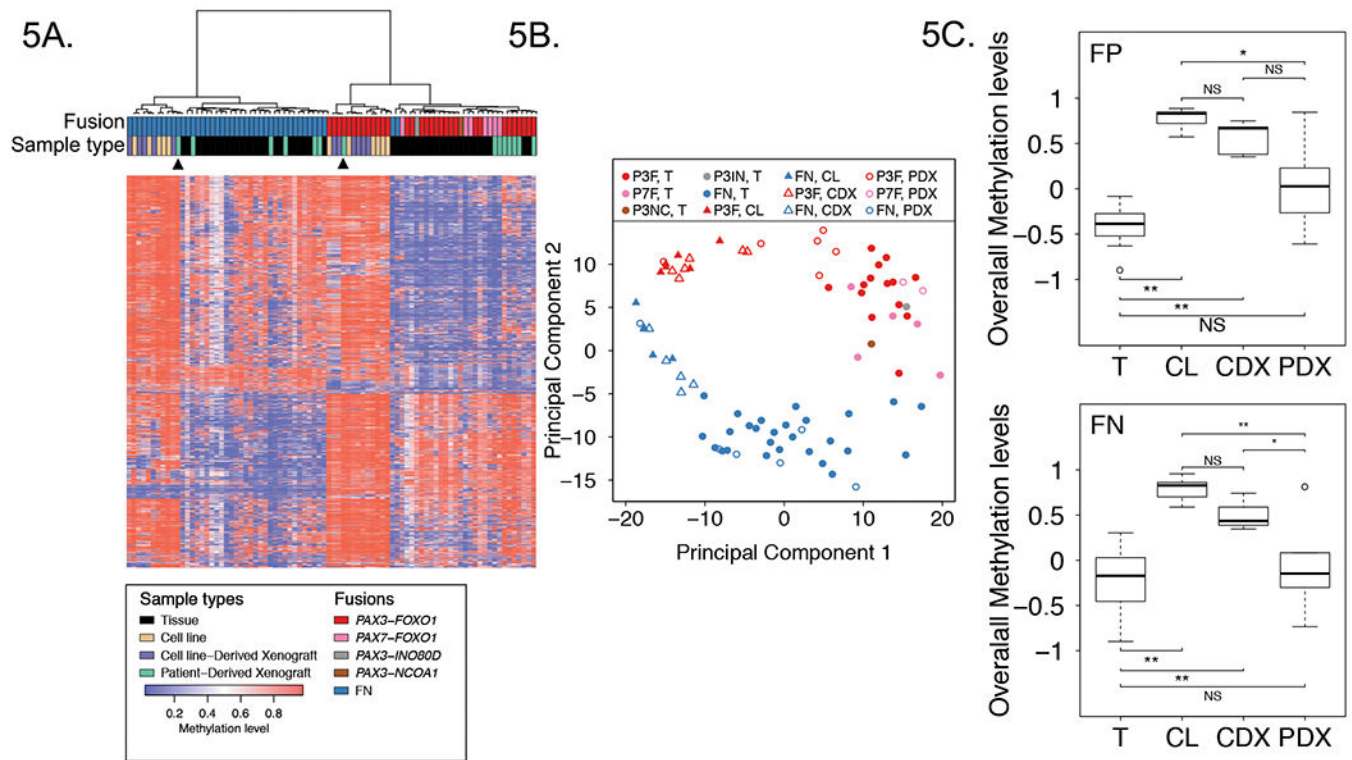 5A.
Fusion
Sample type
Sample types
Tissue
Cell line
Cell line-Derived Xenograft
Patient-Derived Xenograft
0.2 0.4 0.6 0.8
Methylation level
Fusions
PAX3-FOXO1
PAX7-FOXO1
PAX3-INO80D
PAX3-NCOA1
FN
5B.
P3F, T P3IN, T FN, CL P3F, PDX
P7F, T FN, T P3F, CDX P7F, PDX
P3NC, T P3F, CL FN, CDX FN, PDX
Principal Component 2
10
5
0
−5
−10
−15
−20 −10 0 10 20
Principal Component 1
5C.
FP
Overalall Methylation levels
1
0.5
0
−0.5
−1
*
NS
NS
**
**
NS
T CL CDX PDX
FN
Overalall Methylation levels
1
0.5
0
−0.5
−1
**
*
NS
**
**
NS
T CL CDX PDX